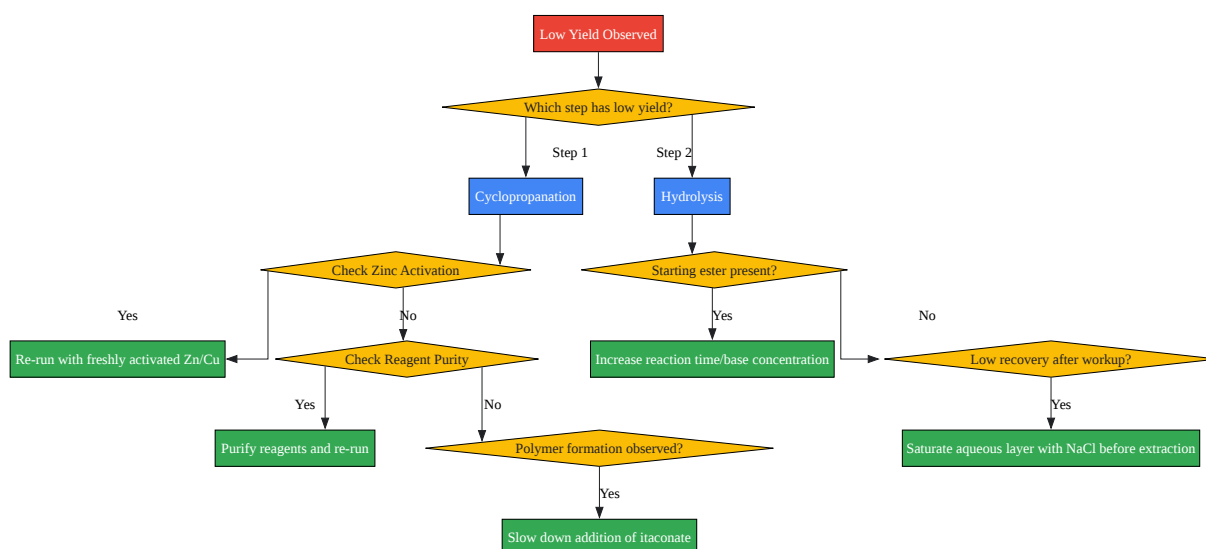 Low Yield Observed
Which step has low yield?
Step 1
Step 2
Cyclopropanation
Hydrolysis
Check Zinc Activation
Starting ester present?
Yes
No
Yes
No
Re-run with freshly activated Zn/Cu
Check Reagent Purity
Increase reaction time/base concentration
Low recovery after workup?
Yes
No
Yes
Purify reagents and re-run
Polymer formation observed?
Saturate aqueous layer with NaCl before extraction
Yes
Slow down addition of itaconate